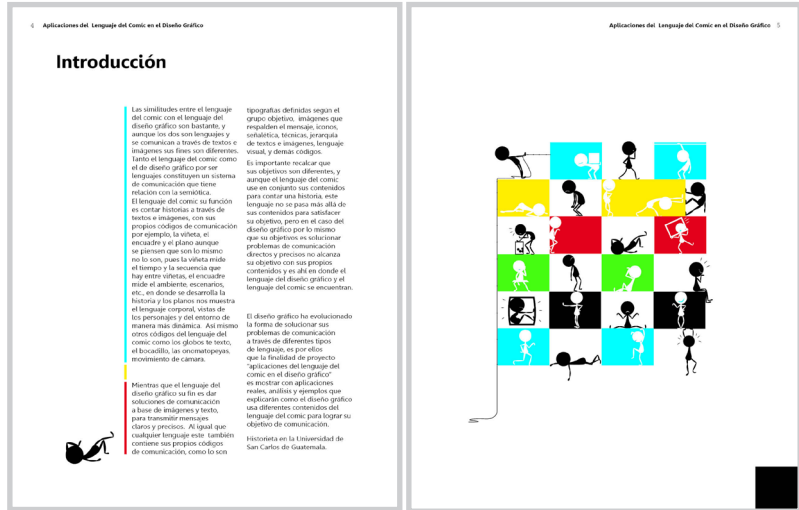 4 Aplicaciones del Lenguaje del Comic en el Diseño Gráfico
Introducción
Las similitudes entre el lenguaje
del comic con el lenguaje del
diseño gráfico son bastante, y
aunque los dos son lenguajes y
se comunican a través de textos e
imágenes sus fines son diferentes.
Tanto el lenguaje del comic como
el de diseño gráfico por ser
lenguajes constituyen un sistema
de comunicación que tiene
relación con la semiótica.
El lenguaje del comic su función
es contar historias a través de
textos e imágenes, con sus
propios códigos de comunicación
por ejemplo, la viñeta, el
encuadre y el plano aunque
se piensen que son lo mismo
no lo son, pues la viñeta mide
el tiempo y la secuencia que
hay entre viñetas, el encuadre
mide el ambiente, escenarios,
etc., en donde se desarrolla la
historia y los planos nos muestra
el lenguaje corporal, vistas de
los personajes y del entorno de
manera más dinámica. Así mismo
otros códigos del lenguaje del
comic como los globos te texto,
el bocadillo, las onomatopeyas,
movimiento de cámara.
Mientras que el lenguaje del
diseño gráfico su fin es dar
soluciones de comunicación
a base de imágenes y texto,
para transmitir mensajes
claros y precisos. Al igual que
cualquier lenguaje este también
contiene sus propios códigos
de comunicación, como lo son
tipografías definidas según el
grupo objetivo, imágenes que
respalden el mensaje, iconos,
señalética, técnicas, jerarquía
de textos e imágenes, lenguaje
visual, y demás códigos.
Es importante recalcar que
sus objetivos son diferentes, y
aunque el lenguaje del comic
use en conjunto sus contenidos
para contar una historia, este
lenguaje no se pasa más allá de
sus contenidos para satisfacer
su objetivo, pero en el caso del
diseño gráfico por lo mismo
que su objetivos es solucionar
problemas de comunicación
directos y precisos no alcanza
su objetivo con sus propios
contenidos y es ahí en donde el
lenguaje del diseño gráfico y el
lenguaje del comic se encuentran.
El diseño gráfico ha evolucionado
la forma de solucionar sus
problemas de comunicación
a través de diferentes tipos
de lenguaje, es por ellos
que la finalidad de proyecto
"aplicaciones del lenguaje del
comic en el diseño gráfico"
es mostrar con aplicaciones
reales, análisis y ejemplos que
explicarán como el diseño gráfico
usa diferentes contenidos del
lenguaje del comic para lograr su
objetivo de comunicación.
Historieta en la Universidad de
San Carlos de Guatemala.
Aplicaciones del Lenguaje del Comic en el Diseño Gráfico 5